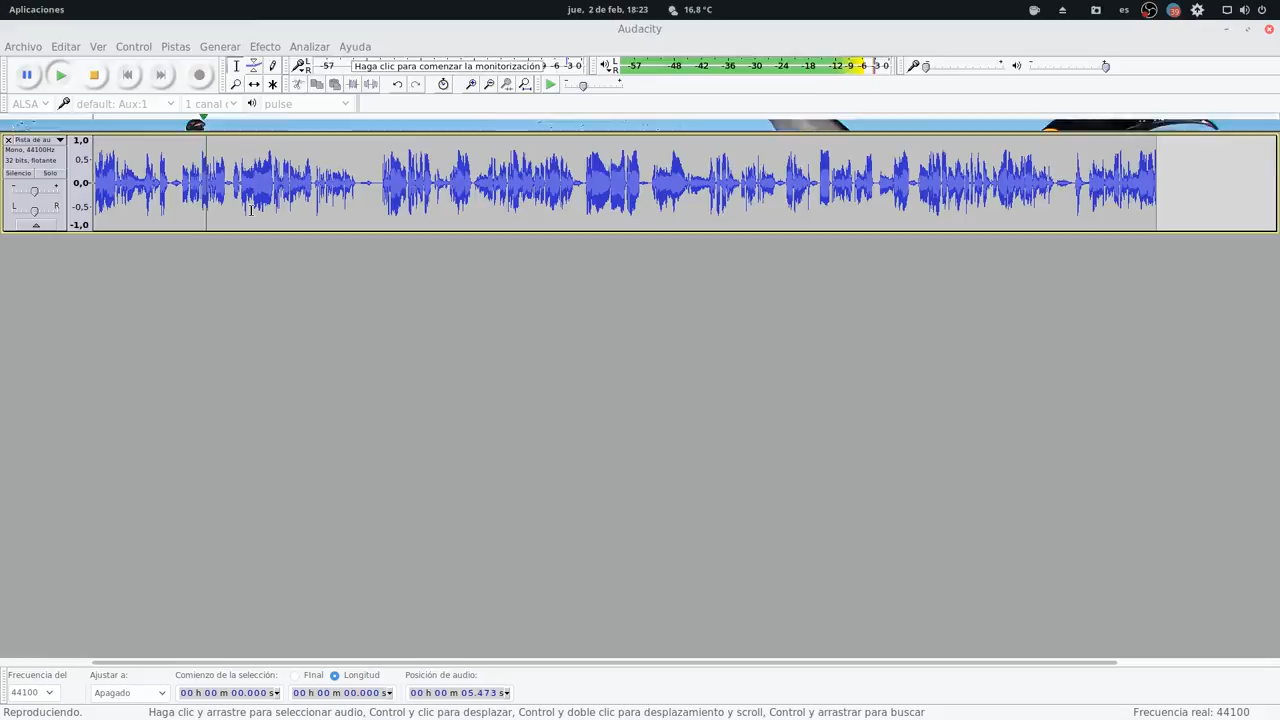 Aplicaciones
jue, 2 de feb, 18:23
16,8 °C
es
39
Audacity
Archivo Editar Ver Control Pistas Generar Efecto Analizar Ayuda
L R -57 Haga clic para comenzar la monitorización -6 -3 0
L R -57 -48 -42 -36 -30 -24 -18 -12 -9 -6 -3 0
- +
- +
- +
ALSA default: Aux:1 1 canal pulse
Pista de au
Mono, 44100Hz
32 bits, flotante
Silencio Solo
- +
L R
1,0
0,5-
0,0-
-0,5-
-1,0
Frecuencia del
44100
Ajustar a:
Apagado
Comienzo de la selección:
00 h 00 m 00.000 s
FInal Longitud
00 h 00 m 00.000 s
Posición de audio:
00 h 00 m 05.473 s
Reproduciendo.
Haga clic y arrastre para seleccionar audio, Control y clic para desplazar, Control y doble clic para desplazamiento y scroll, Control y arrastrar para buscar
Frecuencia real: 44100